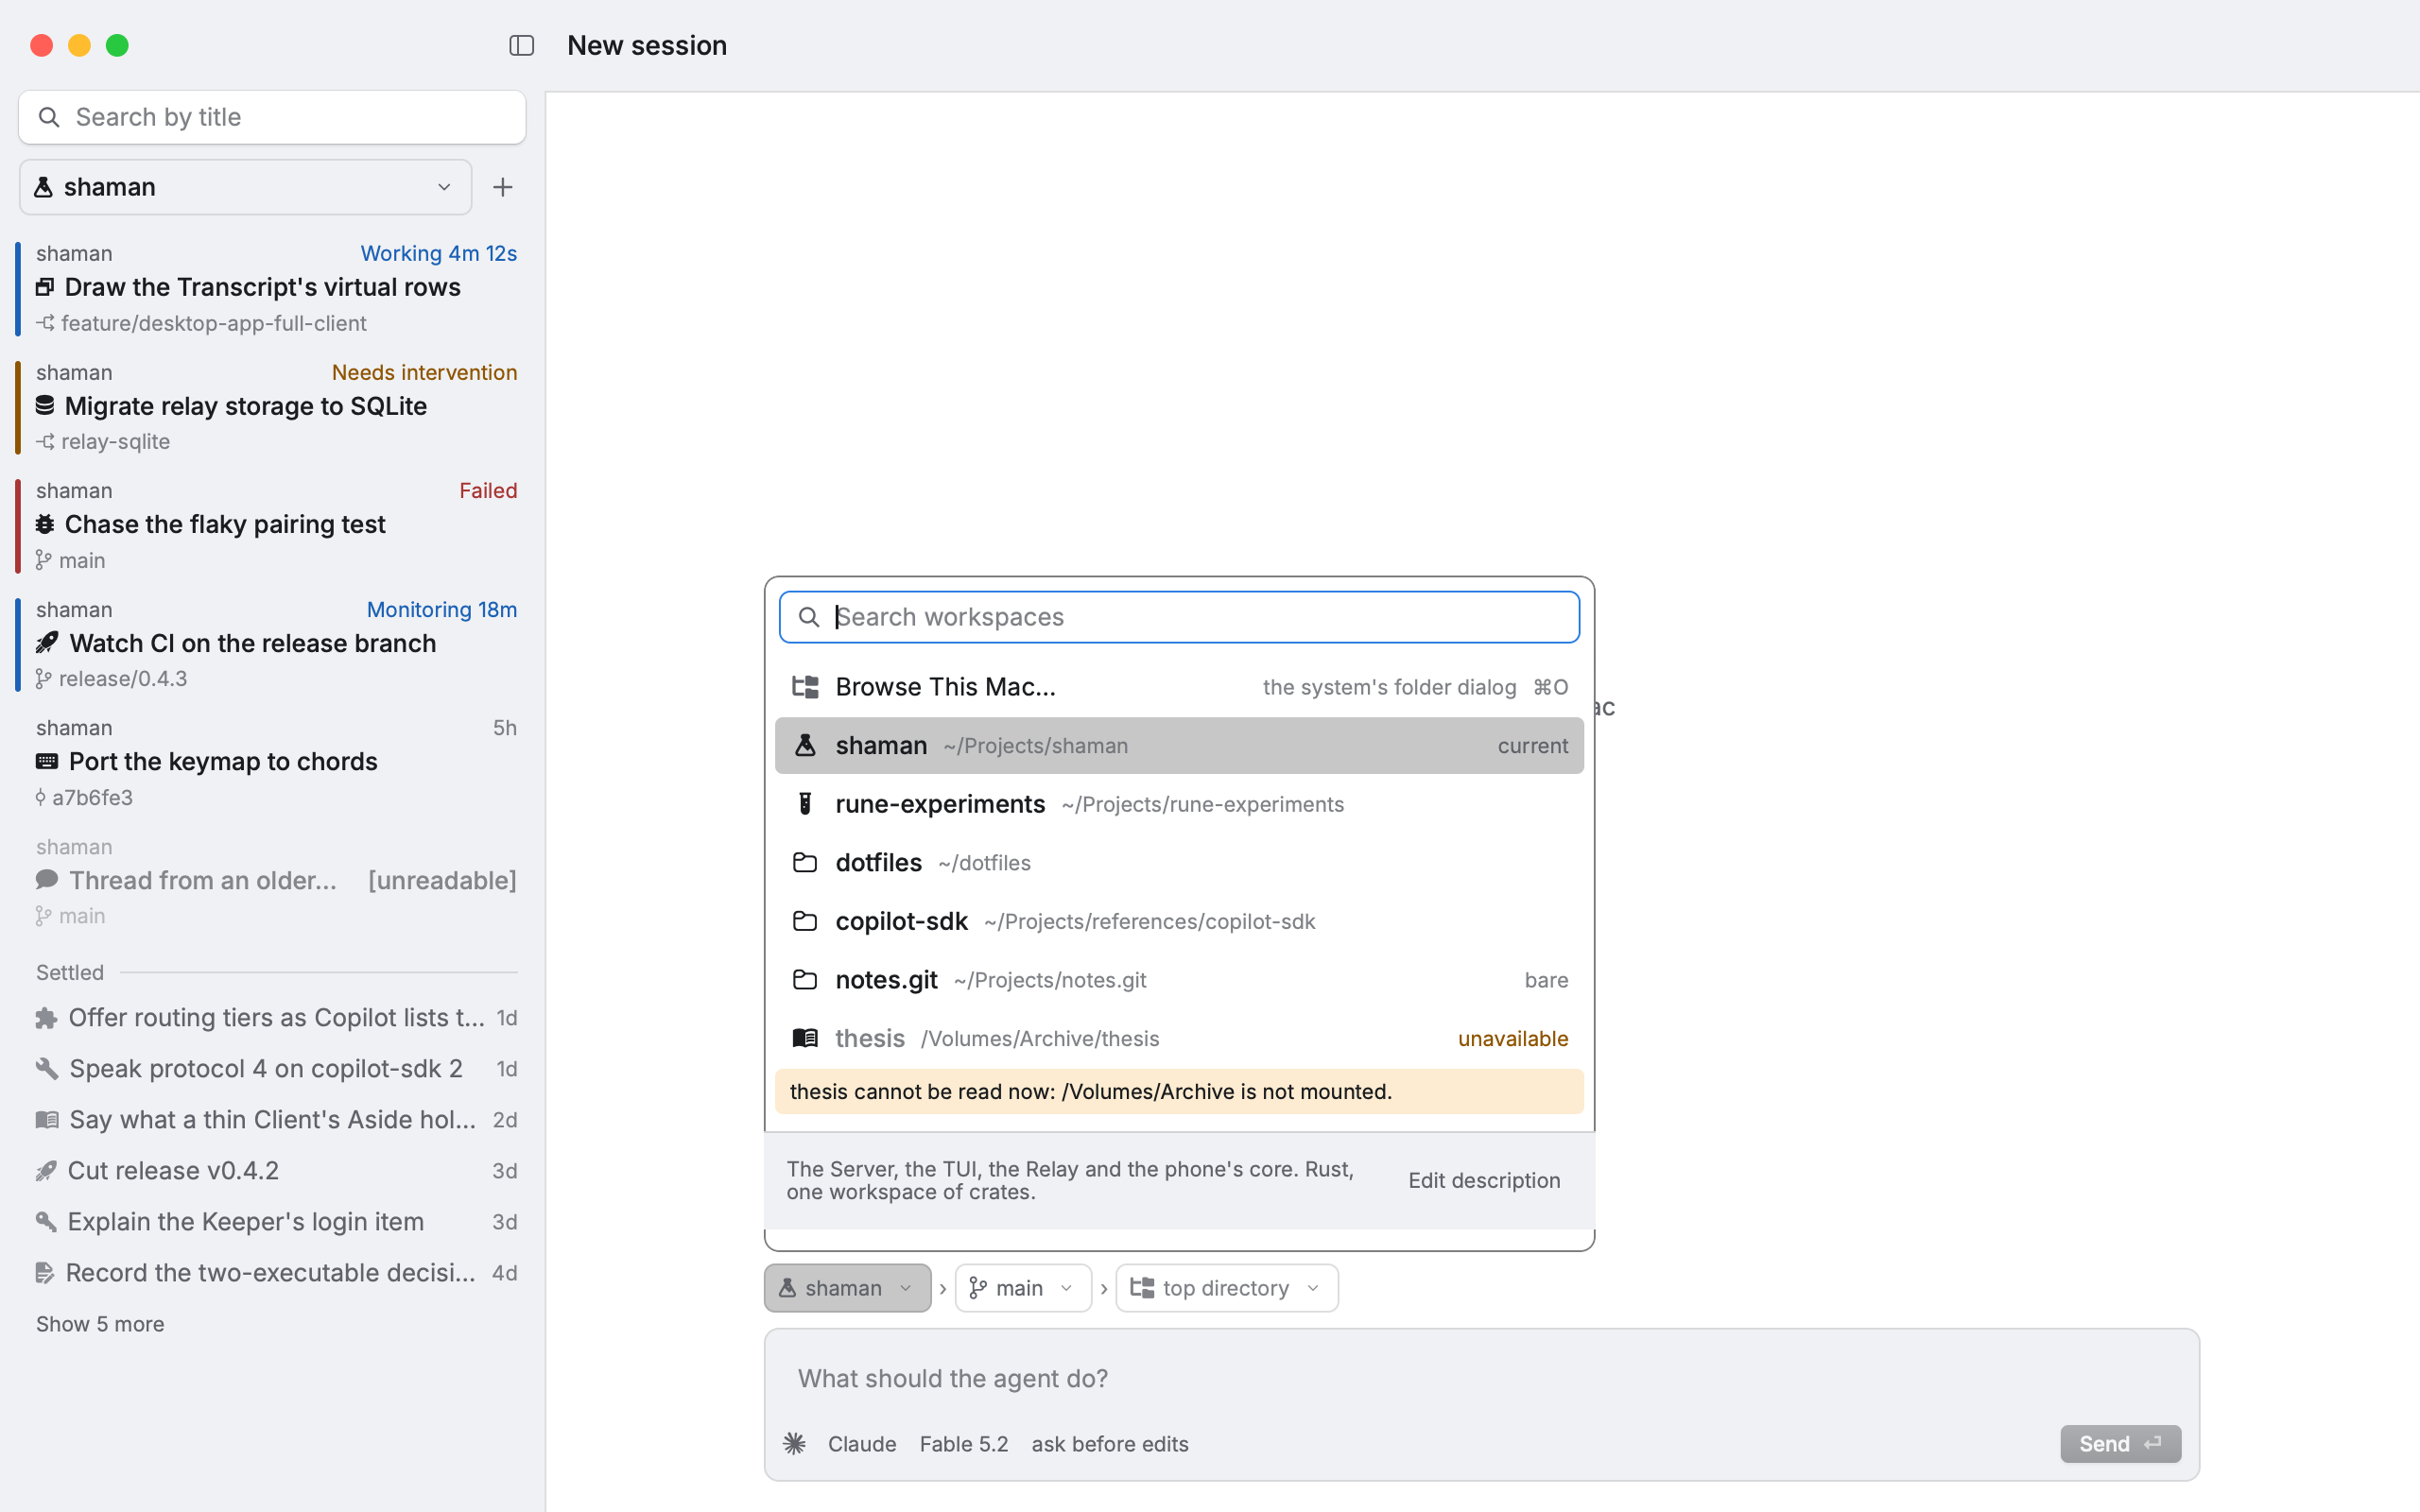 New session
Search by title
shaman
shaman Working 4m 12s
Draw the Transcript's virtual rows
feature/desktop-app-full-client
shaman Needs intervention
Migrate relay storage to SQLite
relay-sqlite
shaman Failed
Chase the flaky pairing test
main
shaman Monitoring 18m
Watch CI on the release branch
release/0.4.3
shaman 5h
Port the keymap to chords
a7b6fe3
shaman
Thread from an older... [unreadable]
main
Settled
Offer routing tiers as Copilot lists t... 1d
Speak protocol 4 on copilot-sdk 2 1d
Say what a thin Client's Aside hol... 2d
Cut release v0.4.2 3d
Explain the Keeper's login item 3d
Record the two-executable decisi... 4d
Show 5 more
Search workspaces
Browse This Mac... the system's folder dialog ⌘O
shaman ~/Projects/shaman current
rune-experiments ~/Projects/rune-experiments
dotfiles ~/dotfiles
copilot-sdk ~/Projects/references/copilot-sdk
notes.git ~/Projects/notes.git bare
thesis /Volumes/Archive/thesis unavailable
thesis cannot be read now: /Volumes/Archive is not mounted.
The Server, the TUI, the Relay and the phone's core. Rust,
one workspace of crates.
Edit description
shaman › main › top directory
What should the agent do?
Claude Fable 5.2 ask before edits
Send